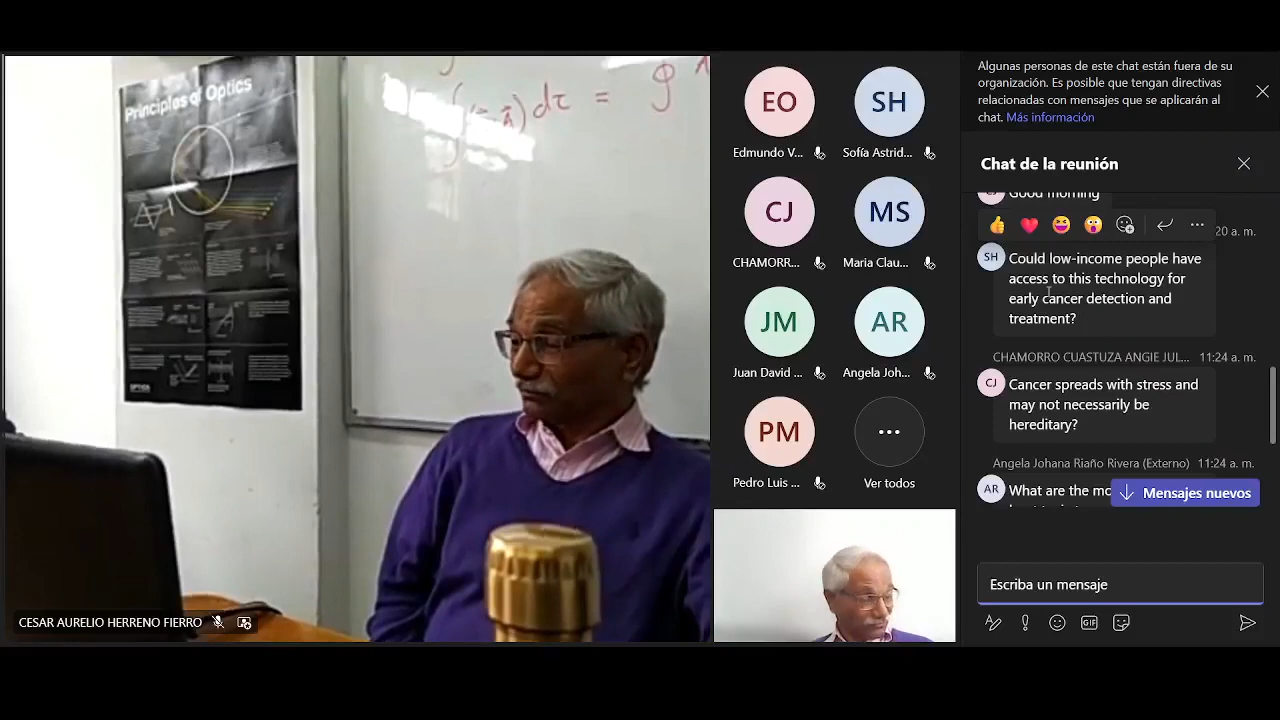 Principles of Optics
dτ =
CESAR AURELIO HERRENO FIERRO
EO
Edmundo V...
SH
Sofía Astrid...
CJ
CHAMORR...
MS
Maria Clau...
JM
Juan David ...
AR
Angela Joh...
PM
Pedro Luis ...
Ver todos
Algunas personas de este chat están fuera de su
organización. Es posible que tengan directivas
relacionadas con mensajes que se aplicarán al
chat. Más información
Chat de la reunión
Good morning
20 a. m.
SH
Could low-income people have
access to this technology for
early cancer detection and
treatment?
CHAMORRO CUASTUZA ANGIE JUL... 11:24 a. m.
CJ
Cancer spreads with stress and
may not necessarily be
hereditary?
Angela Johana Riaño Rivera (Externo) 11:24 a. m.
AR
What are the
Mensajes nuevos
Escriba un mensaje
GIF